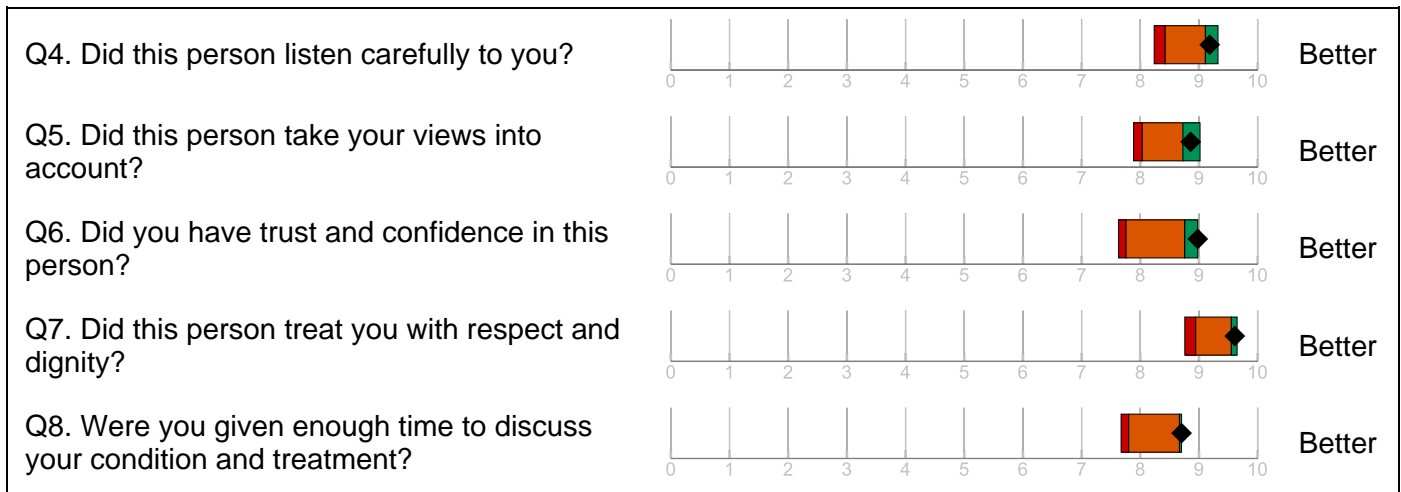 Q4. Did this person listen carefully to you?
0 1 2 3 4 5 6 7 8 9 10
Better
Q5. Did this person take your views into
account?
0 1 2 3 4 5 6 7 8 9 10
Better
Q6. Did you have trust and confidence in this
person?
0 1 2 3 4 5 6 7 8 9 10
Better
Q7. Did this person treat you with respect and
dignity?
0 1 2 3 4 5 6 7 8 9 10
Better
Q8. Were you given enough time to discuss
your condition and treatment?
0 1 2 3 4 5 6 7 8 9 10
Better